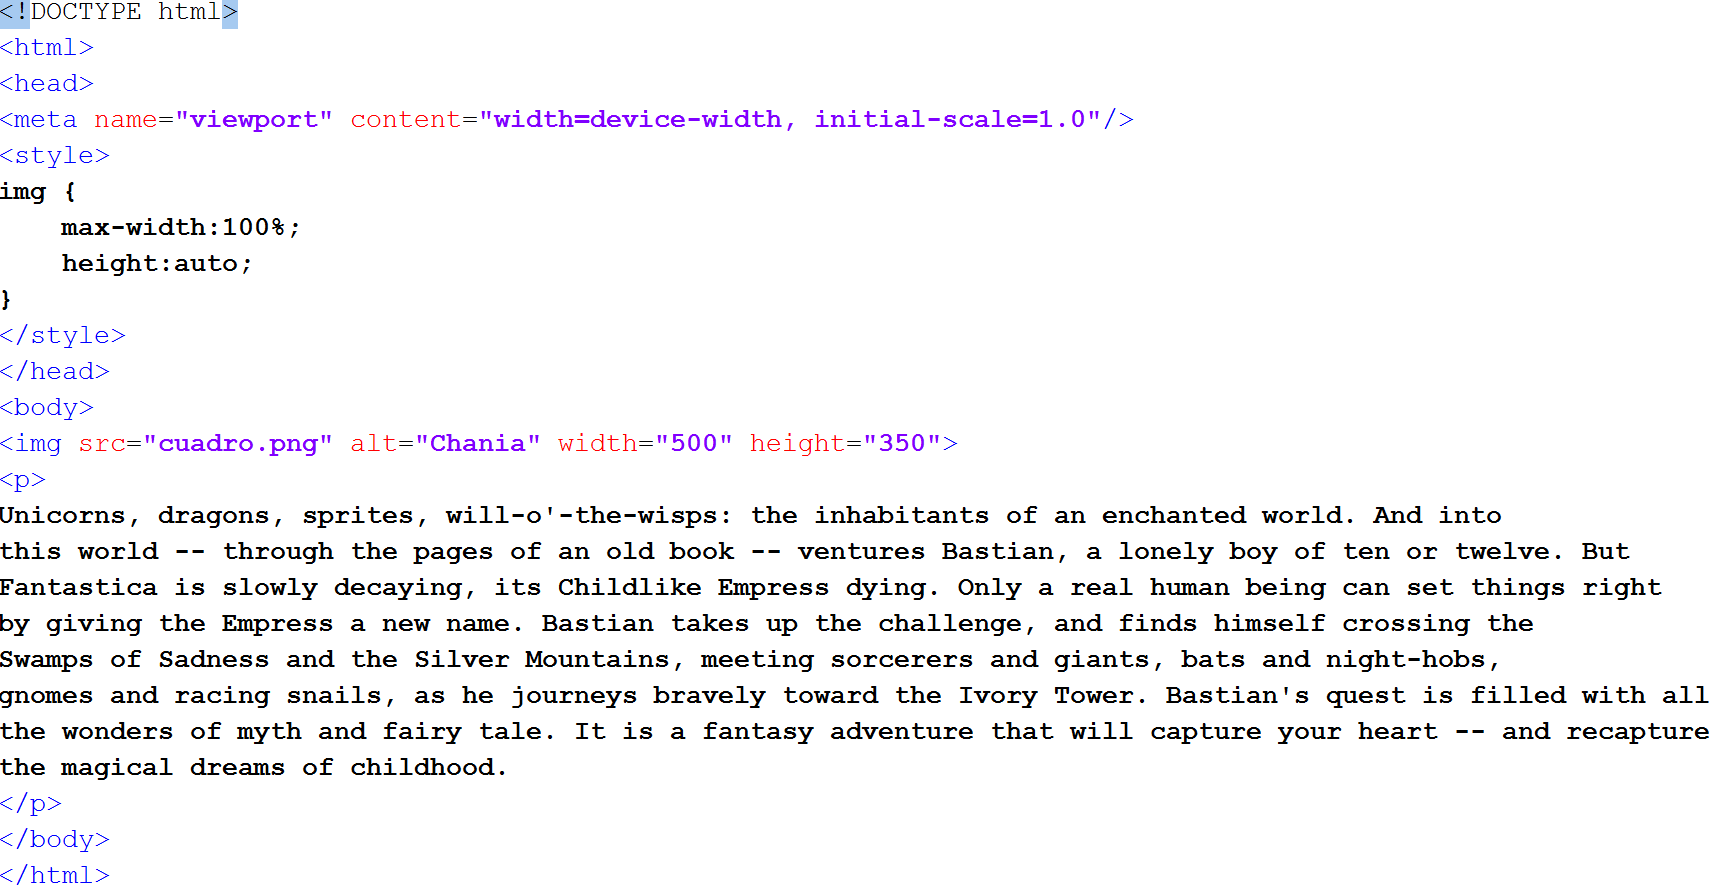 <!DOCTYPE html>
<html>
<head>
<meta name="viewport" content="width=device-width, initial-scale=1.0"/>
<style>
img {
    max-width:100%;
    height:auto;
}
</style>
</head>
<body>
<img src="cuadro.png" alt="Chania" width="500" height="350">
<p>
Unicorns, dragons, sprites, will-o'-the-wisps: the inhabitants of an enchanted world. And into
this world -- through the pages of an old book -- ventures Bastian, a lonely boy of ten or twelve. But
Fantastica is slowly decaying, its Childlike Empress dying. Only a real human being can set things right
by giving the Empress a new name. Bastian takes up the challenge, and finds himself crossing the
Swamps of Sadness and the Silver Mountains, meeting sorcerers and giants, bats and night-hobs,
gnomes and racing snails, as he journeys bravely toward the Ivory Tower. Bastian's quest is filled with all
the wonders of myth and fairy tale. It is a fantasy adventure that will capture your heart -- and recapture
the magical dreams of childhood.
</p>
</body>
</html>